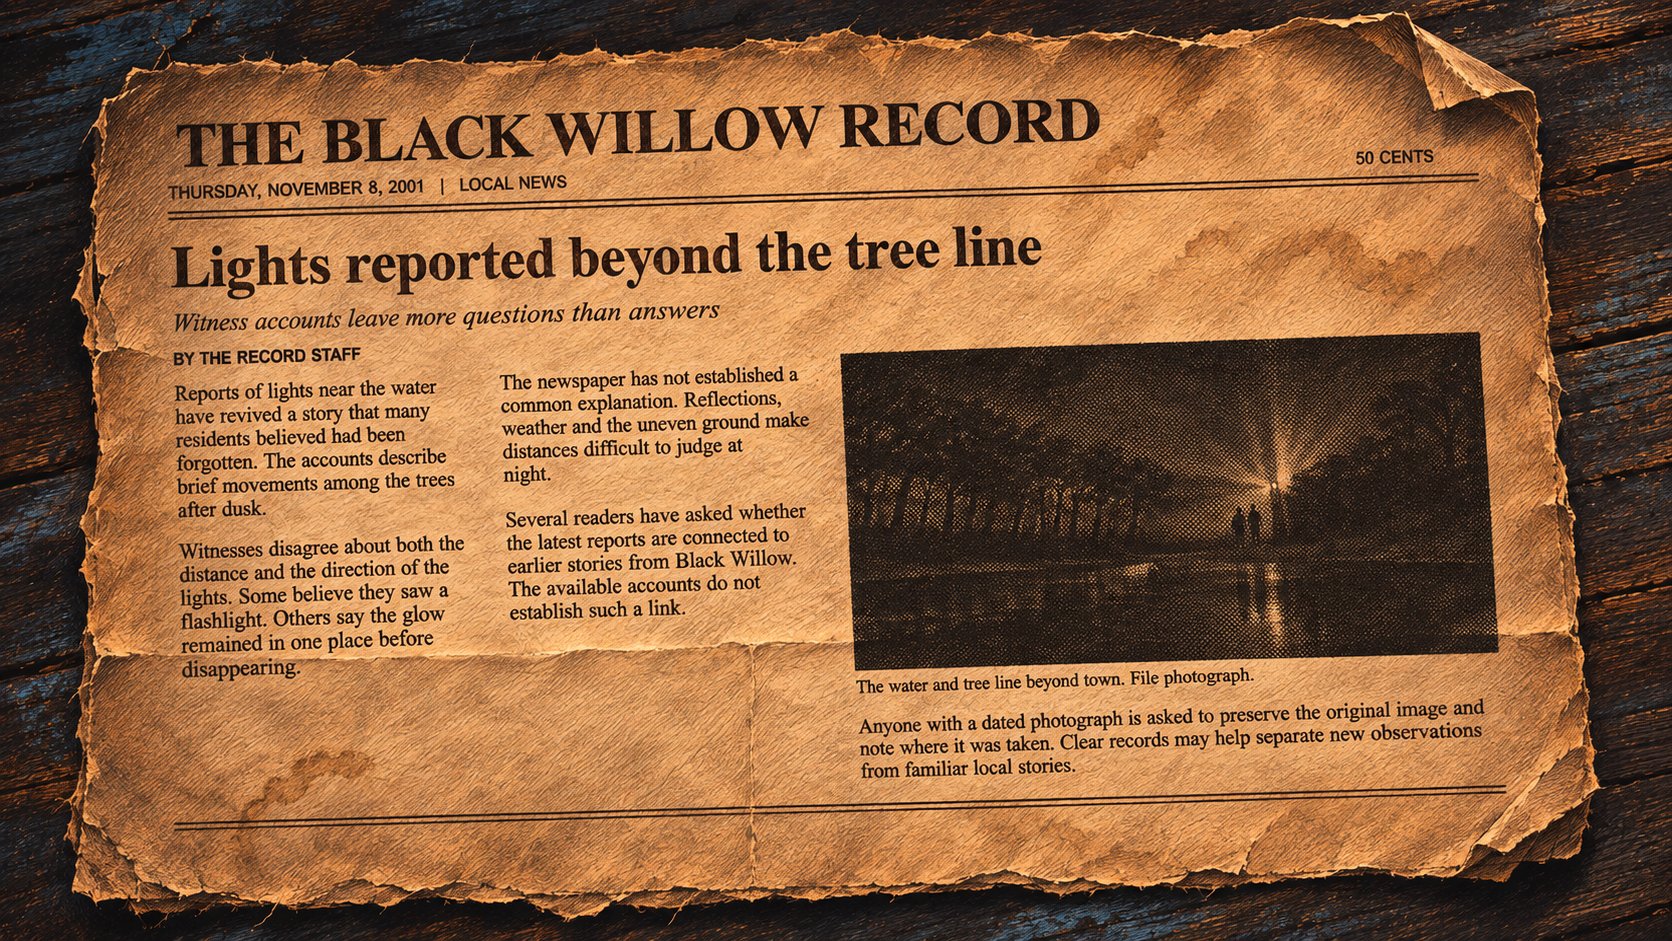 THE BLACK WILLOW RECORD
THURSDAY, NOVEMBER 8, 2001 | LOCAL NEWS
50 CENTS
Lights reported beyond the tree line
Witness accounts leave more questions than answers
BY THE RECORD STAFF
Reports of lights near the water
have revived a story that many
residents believed had been
forgotten. The accounts describe
brief movements among the trees
after dusk.
Witnesses disagree about both the
distance and the direction of the
lights. Some believe they saw a
flashlight. Others say the glow
remained in one place before
disappearing.
The newspaper has not established a
common explanation. Reflections,
weather and the uneven ground make
distances difficult to judge at
night.
Several readers have asked whether
the latest reports are connected to
earlier stories from Black Willow.
The available accounts do not
establish such a link.
The water and tree line beyond town. File photograph.
Anyone with a dated photograph is asked to preserve the original image and
note where it was taken. Clear records may help separate new observations
from familiar local stories.